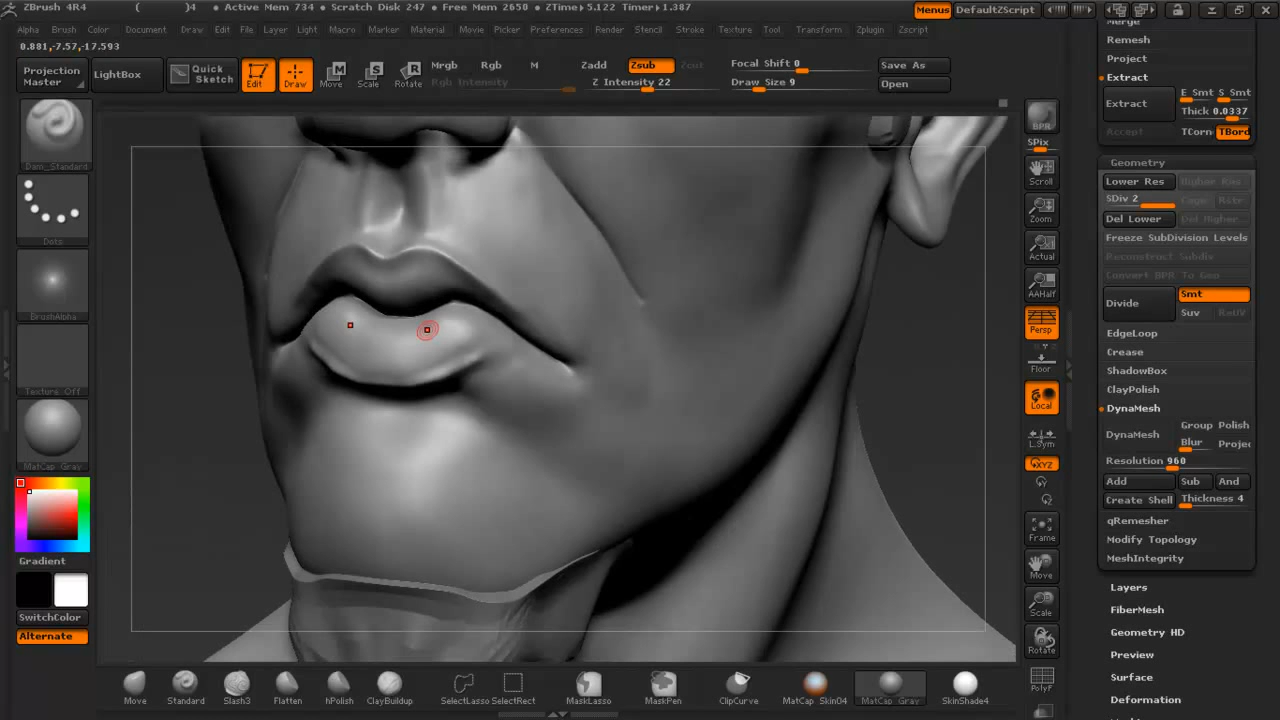 ZBrush 4R4 ( )4 • Active Mem 734 • Scratch Disk 247 • Free Mem 2650 • ZTime▸5.122 Timer▸1.387 Menus DefaultZScript
Alpha Brush Color Document Draw Edit File Layer Light Macro Marker Material Movie Picker Preferences Render Stencil Stroke Texture Tool Transform Zplugin Zscript
0.881,-7.57,-17.593
Projection Master
LightBox
Quick Sketch
Edit
Draw
Move
Scale
Rotate
Mrgb Rgb M
Rgb Intensity
Zadd Zsub Zcut
Z Intensity 22
Focal Shift 0
Draw Size 9
Save As
Open
Dam_Standard
Dots
BrushAlpha
Texture Off
MatCap Gray
Gradient
SwitchColor
Alternate
BPR
SPix
Scroll
Zoom
Actual
AAHalf
Persp
Floor
Local
L.Sym
XYZ
Frame
Move
Scale
Rotate
PolyF
Merge
Remesh
Project
Extract
Extract
E Smt S Smt
Thick 0.0337
Accept TCorn TBord
Geometry
Lower Res Higher Res
SDiv 2 Cage Rstr
Del Lower Del Higher
Freeze SubDivision Levels
Reconstruct Subdiv
Convert BPR To Geo
Divide
Smt
Suv ReUV
EdgeLoop
Crease
ShadowBox
ClayPolish
DynaMesh
DynaMesh
Group Polish
Blur Projec
Resolution 960
Add Sub And
Create Shell Thickness 4
qRemesher
Modify Topology
MeshIntegrity
Layers
FiberMesh
Geometry HD
Preview
Surface
Deformation
Move Standard Slash3 Flatten hPolish ClayBuildup SelectLasso SelectRect MaskLasso MaskPen ClipCurve MatCap Skin04 MatCap Gray SkinShade4